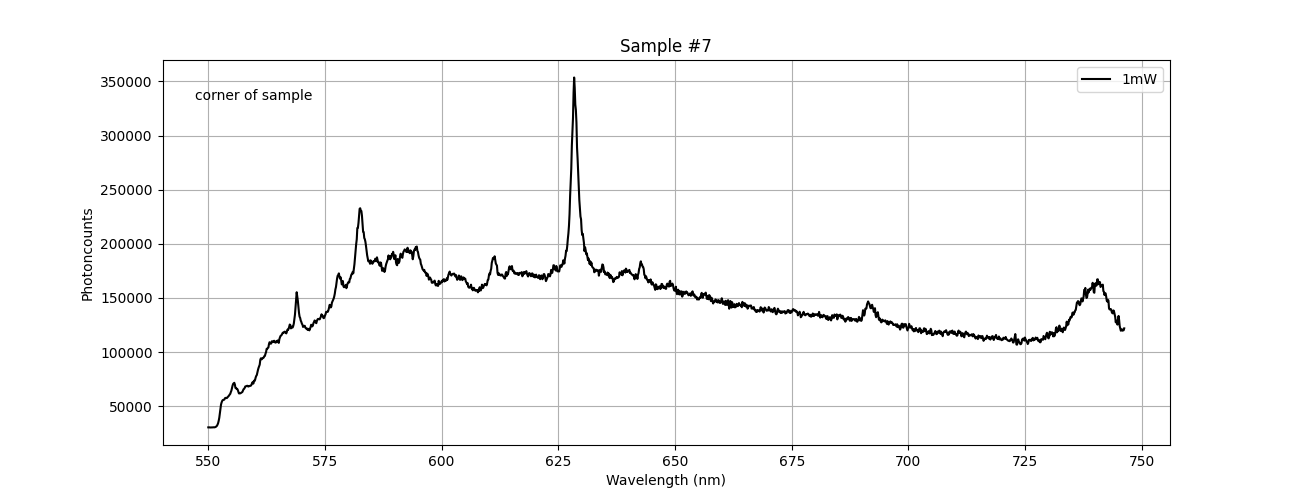 Sample #7
350000
300000
250000
200000
150000
100000
50000
Photoncounts
corner of sample
1mW
550 575 600 625 650 675 700 725 750
Wavelength (nm)